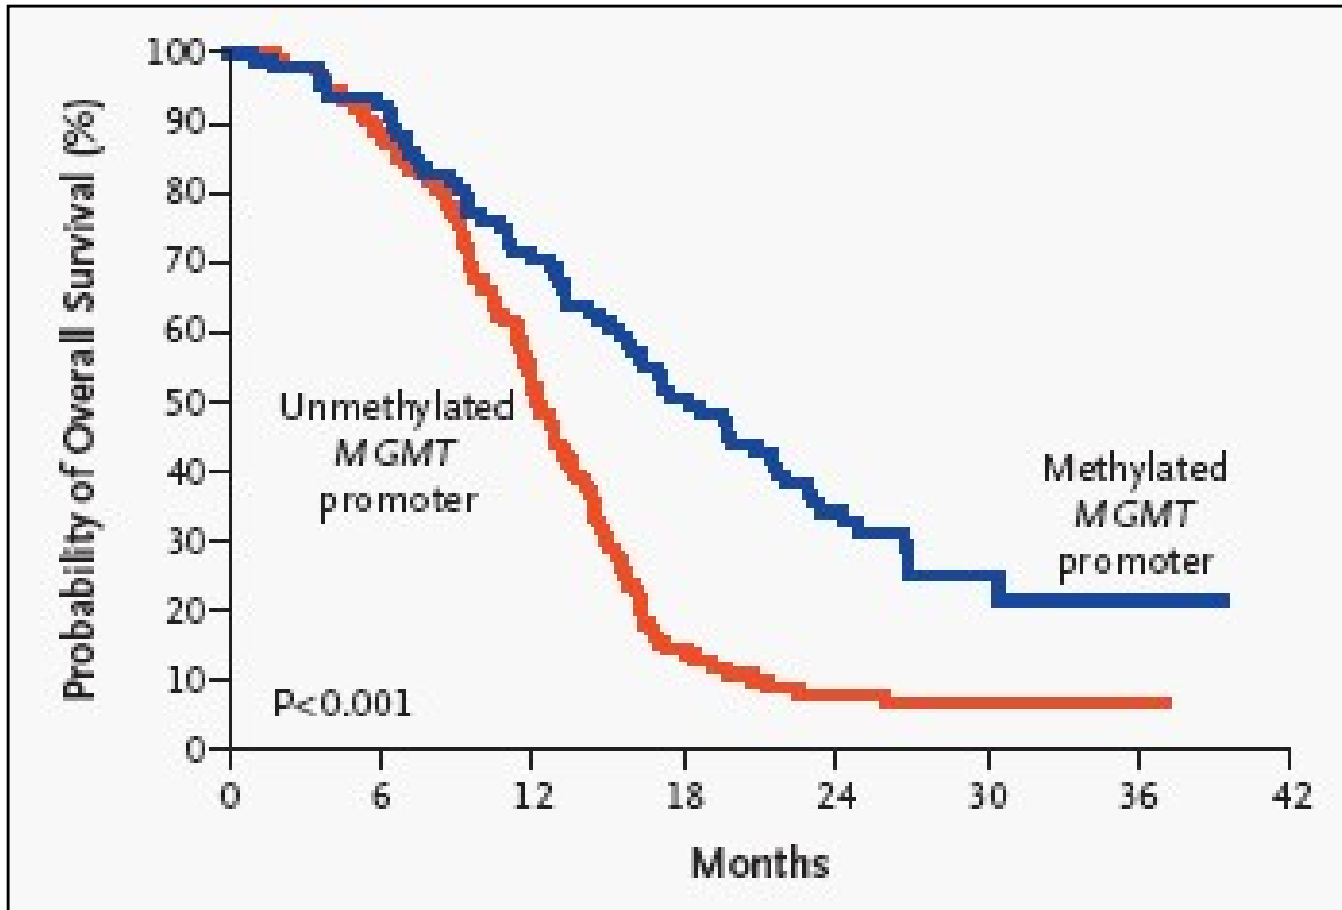 Probability of Overall Survival (%)
100
90
80
70
60
50
40
30
20
10
0
Unmethylated
MGMT
promoter
Methylated
MGMT
promoter
P<0.001
0 6 12 18 24 30 36 42
Months